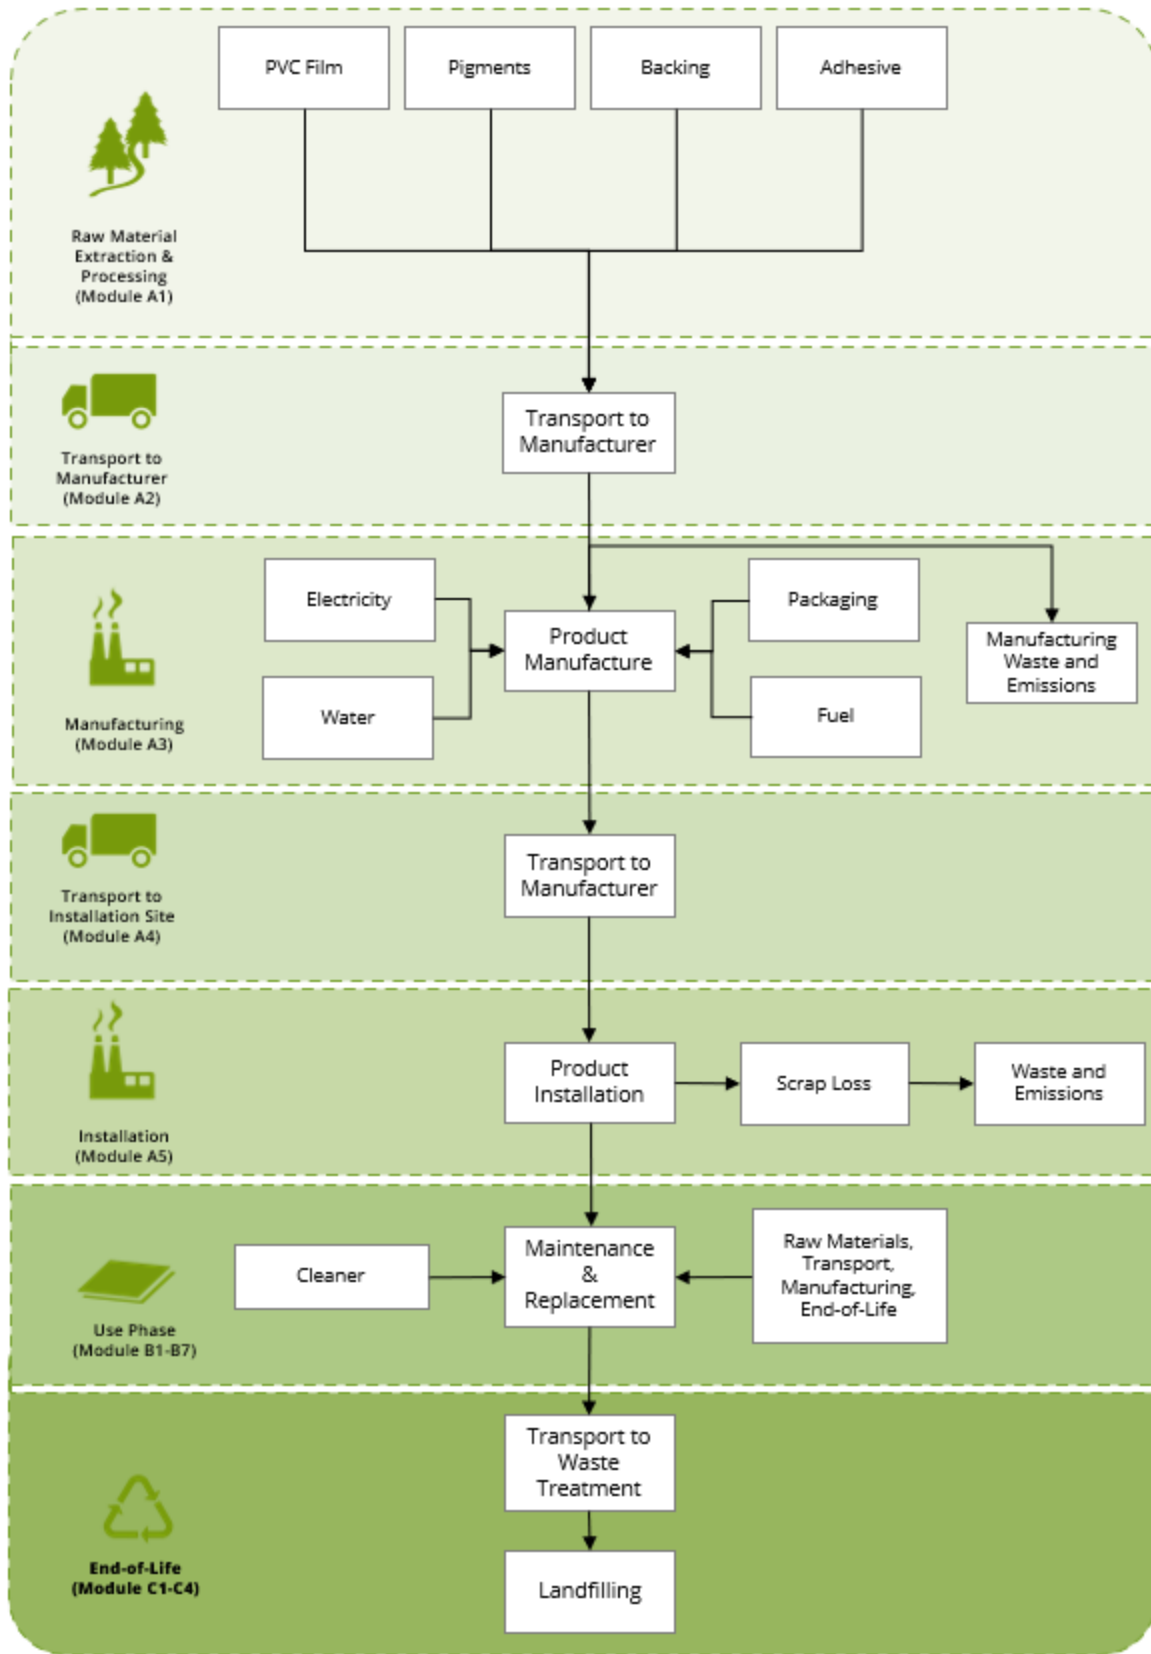 PVC Film
Pigments
Backing
Adhesive
Raw Material
Extraction &
Processing
(Module A1)
Transport to
Manufacturer
(Module A2)
Transport to
Manufacturer
Manufacturing
(Module A3)
Electricity
Water
Product
Manufacture
Packaging
Fuel
Manufacturing
Waste and
Emissions
Transport to
Installation Site
(Module A4)
Transport to
Manufacturer
Installation
(Module A5)
Product
Installation
Scrap Loss
Waste and
Emissions
Use Phase
(Module B1-B7)
Cleaner
Maintenance
&
Replacement
Raw Materials,
Transport,
Manufacturing,
End-of-Life
End-of-Life
(Module C1-C4)
Transport to
Waste
Treatment
Landfilling